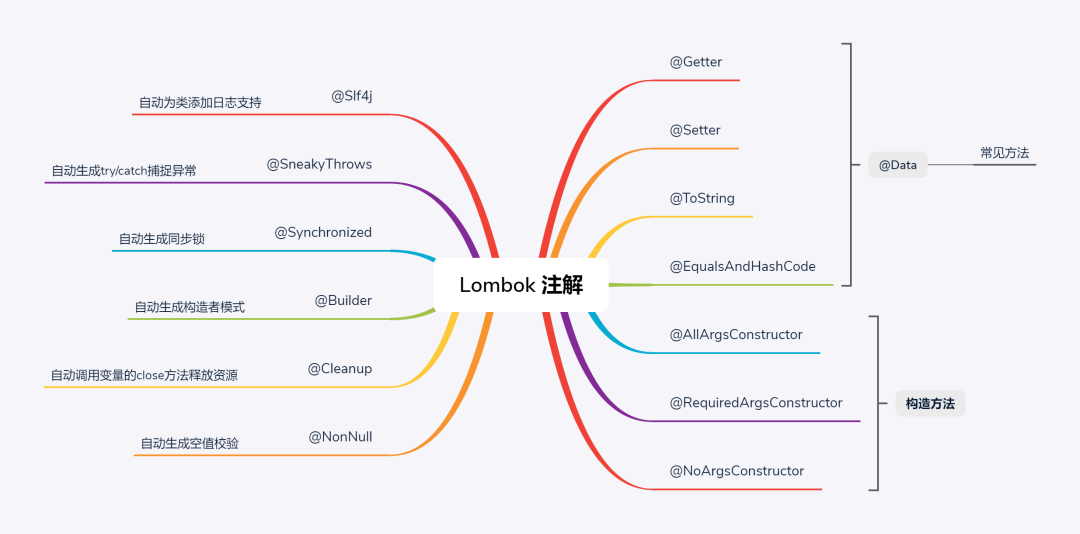 Lombok 注解
@Slf4j
自动为类添加日志支持
@SneakyThrows
自动生成try/catch捕捉异常
@Synchronized
自动生成同步锁
@Builder
自动生成构造者模式
@Cleanup
自动调用变量的close方法释放资源
@NonNull
自动生成空值校验
@Getter
@Setter
@ToString
@EqualsAndHashCode
@Data
常见方法
@AllArgsConstructor
@RequiredArgsConstructor
@NoArgsConstructor
构造方法